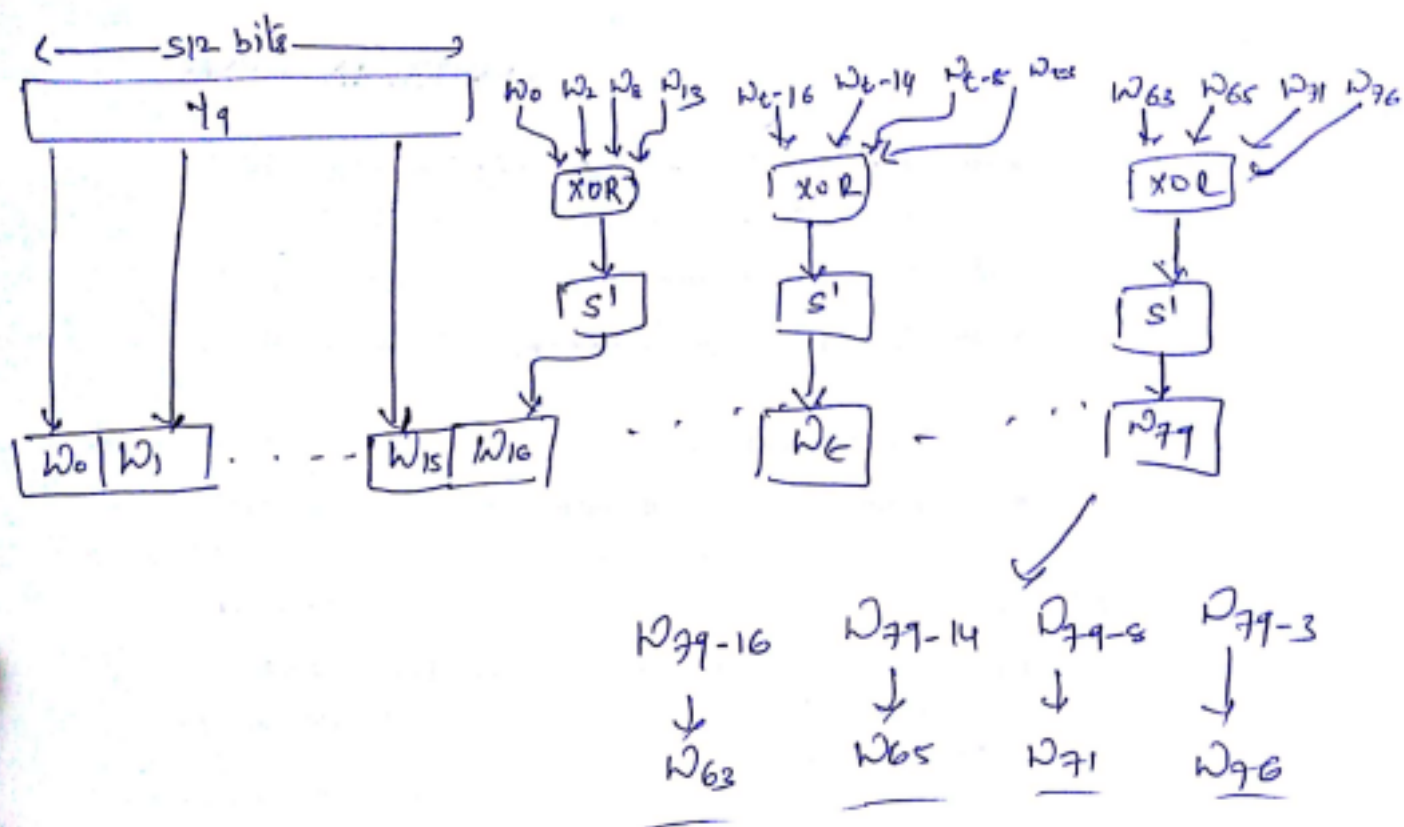 512 bits
Yq
W0 W2 W8 W13 Wt-16 Wt-14 Wt-8 W63 W65 W71 W76
XOR XOR XOR
S1 S1 S1
W0 W1 ..... W15 W16 ..... Wt ..... W79
W79-16 W79-14 W79-8 W79-3
W63 W65 W71 W76